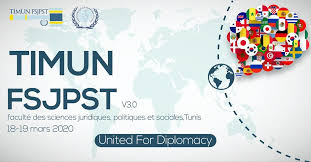 TIMUN FSJPST
TIMUN
FSJPST V3.0
faculté des sciences juridiques, politiques et sociales,Tunis
18-19 mars 2020
United For Diplomacy